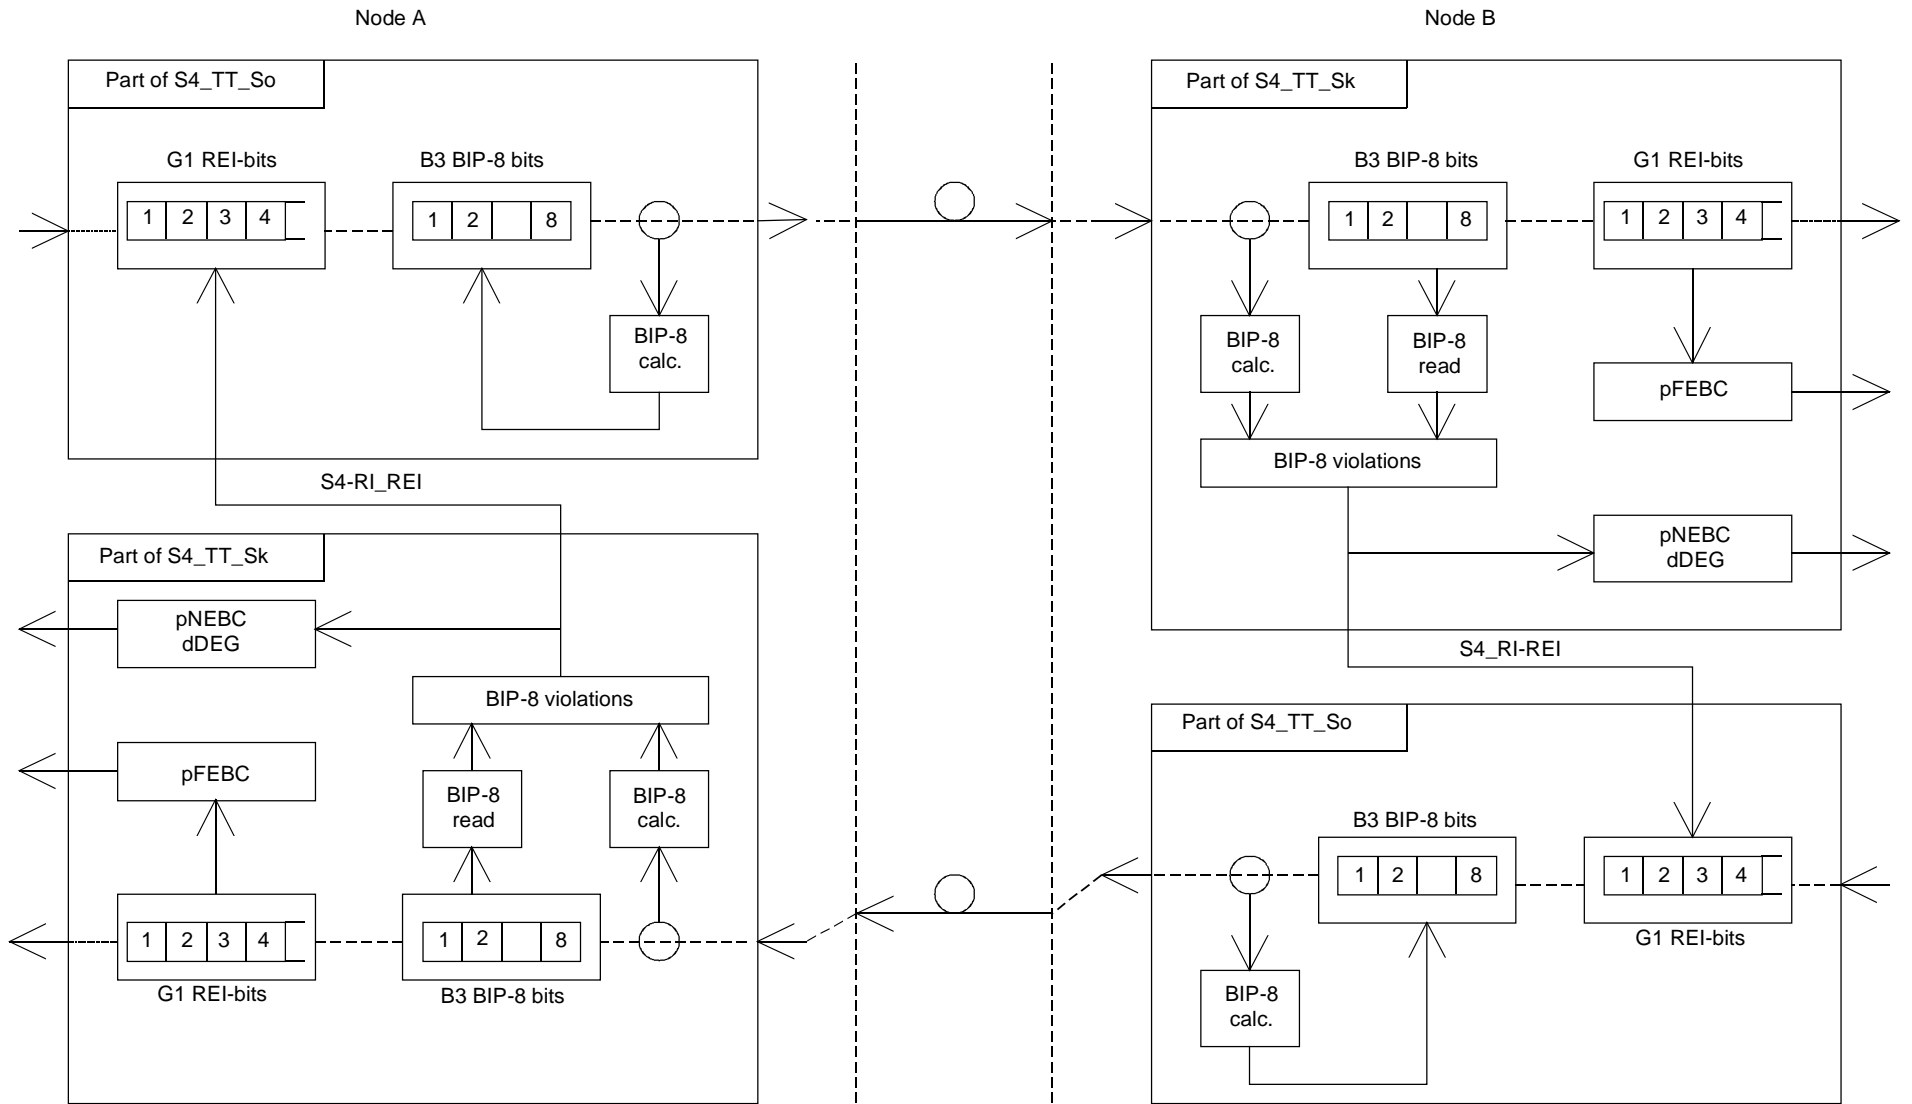 Node A
Node B
Part of S4_TT_So
G1 REI-bits
1 2 3 4
B3 BIP-8 bits
1 2 8
BIP-8
calc.
S4-RI_REI
Part of S4_TT_Sk
pNEBC
dDEG
BIP-8 violations
pFEBC
BIP-8
read
BIP-8
calc.
1 2 3 4
G1 REI-bits
1 2 8
B3 BIP-8 bits
Part of S4_TT_Sk
B3 BIP-8 bits
1 2 8
G1 REI-bits
1 2 3 4
BIP-8
calc.
BIP-8
read
pFEBC
BIP-8 violations
pNEBC
dDEG
S4_RI-REI
Part of S4_TT_So
B3 BIP-8 bits
1 2 8
1 2 3 4
G1 REI-bits
BIP-8
calc.